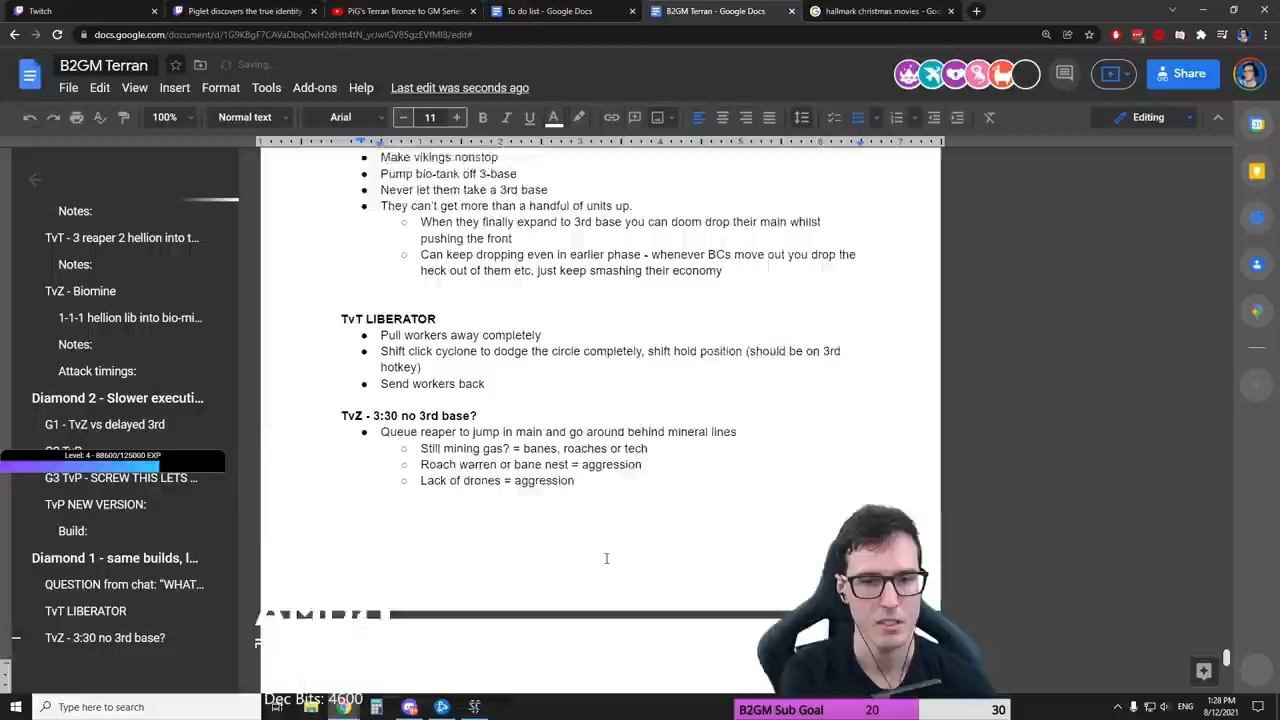 Twitch
Piglet discovers the true identity
PiG's Terran Bronze to GM Series
To do list - Google Docs
B2GM Terran - Google Docs
hallmark christmas movies - Goo
docs.google.com/document/d/1G9KBgF7CAVaDbqDwH2dHtt4tN_yrJwIGV85gzEVfMI8/edit#
B2GM Terran
Saving...
Share
File Edit View Insert Format Tools Add-ons Help Last edit was seconds ago
100% Normal text Arial 11 Editing
Make vikings nonstop
Pump bio-tank off 3-base
Never let them take a 3rd base
They can't get more than a handful of units up.
When they finally expand to 3rd base you can doom drop their main whilst
pushing the front
Can keep dropping even in earlier phase - whenever BCs move out you drop the
heck out of them etc, just keep smashing their economy
TvT LIBERATOR
Pull workers away completely
Shift click cyclone to dodge the circle completely, shift hold position (should be on 3rd
hotkey)
Send workers back
TvZ - 3:30 no 3rd base?
Queue reaper to jump in main and go around behind mineral lines
Still mining gas? = banes, roaches or tech
Roach warren or bane nest = aggression
Lack of drones = aggression
Notes:
TvT - 3 reaper 2 hellion into t...
Notes:
TvZ - Biomine
1-1-1 hellion lib into bio-mi...
Notes:
Attack timings:
Diamond 2 - Slower executi...
G1 - TvZ vs delayed 3rd
Level: 4 - 88600/125000 EXP
G3 TvP - SCREW THIS LETS ...
TvP NEW VERSION:
Build:
Diamond 1 - same builds, l...
QUESTION from chat: "WHAT...
TvT LIBERATOR
TvZ - 3:30 no 3rd base?
Dec Bits: 4600
Type here to search
B2GM Sub Goal 20 30
ENG
1:28 PM
8/12/2021